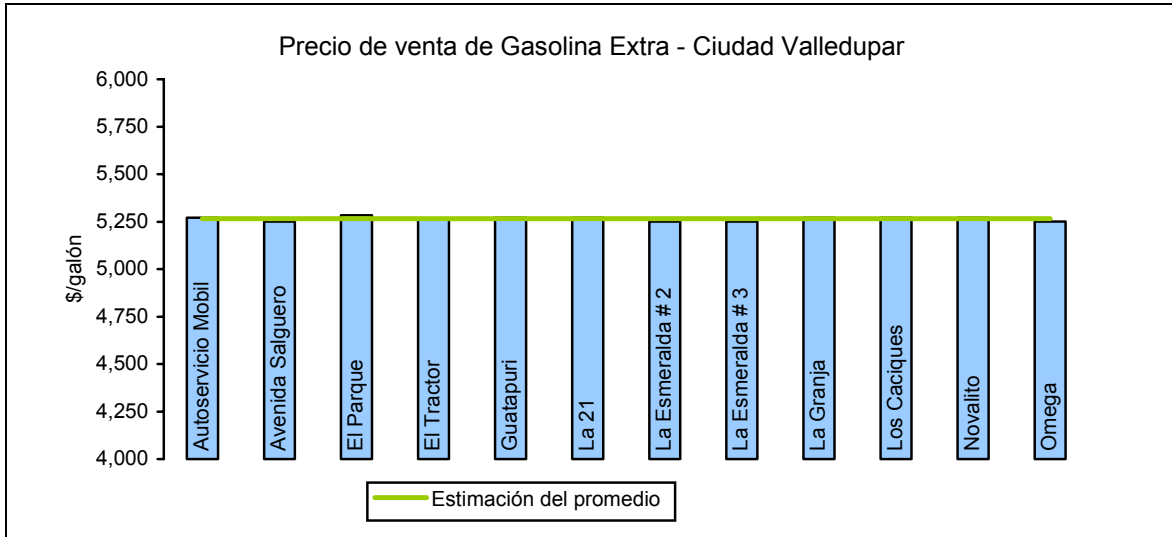 Precio de venta de Gasolina Extra - Ciudad Valledupar
6,000
5,750
5,500
5,250
5,000
4,750
4,500
4,250
4,000
$/galón
Autoservicio Mobil
Avenida Salguero
El Parque
El Tractor
Guatapuri
La 21
La Esmeralda # 2
La Esmeralda # 3
La Granja
Los Caciques
Novalito
Omega
Estimación del promedio